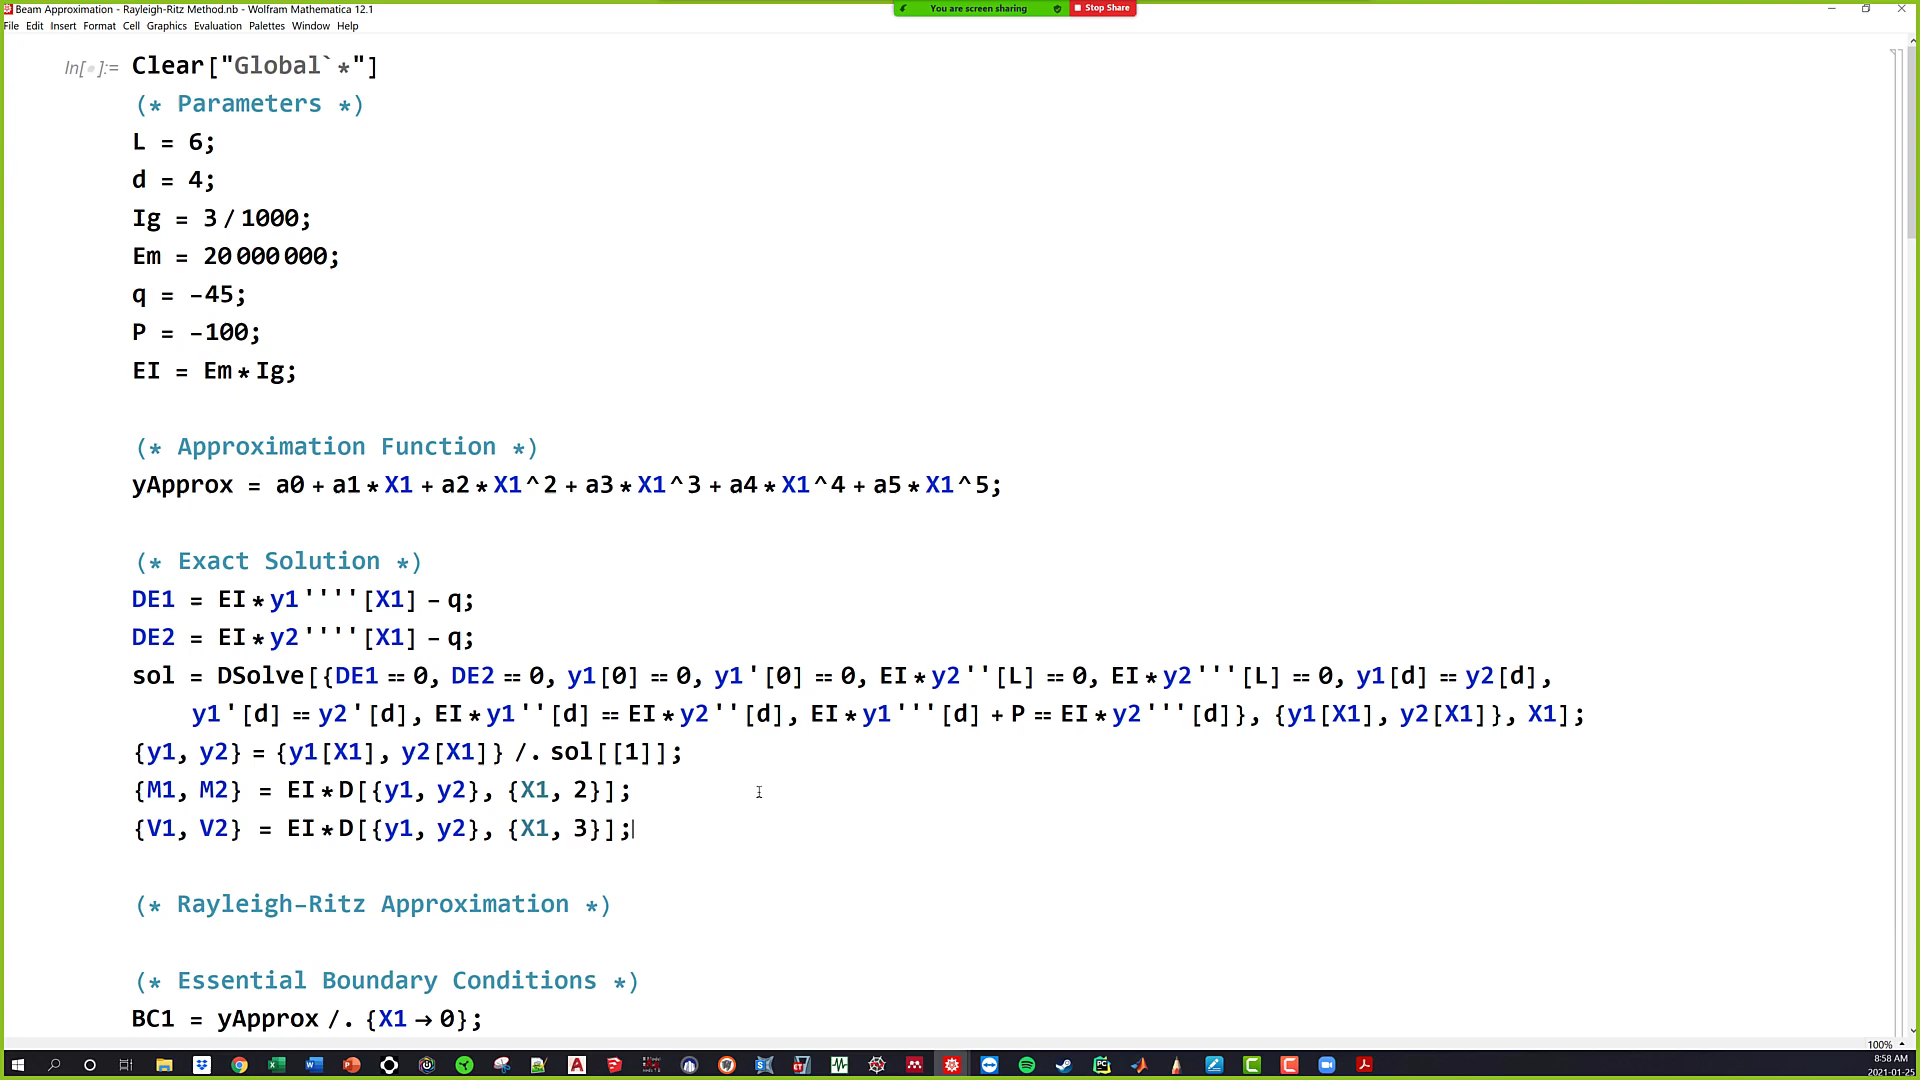 Beam Approximation - Rayleigh-Ritz Method.nb - Wolfram Mathematica 12.1
You are screen sharing
Stop Share
File Edit Insert Format Cell Graphics Evaluation Palettes Window Help
In[ ]:= Clear["Global`*"]
(* Parameters *)
L = 6;
d = 4;
Ig = 3/1000;
Em = 20000000;
q = -45;
P = -100;
EI = Em*Ig;
(* Approximation Function *)
yApprox = a0 + a1*X1 + a2*X1^2 + a3*X1^3 + a4*X1^4 + a5*X1^5;
(* Exact Solution *)
DE1 = EI*y1''''[X1] - q;
DE2 = EI*y2''''[X1] - q;
sol = DSolve[{DE1 == 0, DE2 == 0, y1[0] == 0, y1'[0] == 0, EI*y2''[L] == 0, EI*y2'''[L] == 0, y1[d] == y2[d],
y1'[d] == y2'[d], EI*y1''[d] == EI*y2''[d], EI*y1'''[d] + P == EI*y2'''[d]}, {y1[X1], y2[X1]}, X1];
{y1, y2} = {y1[X1], y2[X1]} /. sol[[1]];
{M1, M2} = EI*D[{y1, y2}, {X1, 2}];
{V1, V2} = EI*D[{y1, y2}, {X1, 3}];
(* Rayleigh-Ritz Approximation *)
(* Essential Boundary Conditions *)
BC1 = yApprox /. {X1 → 0};
100%
8:58 AM
2021-01-25